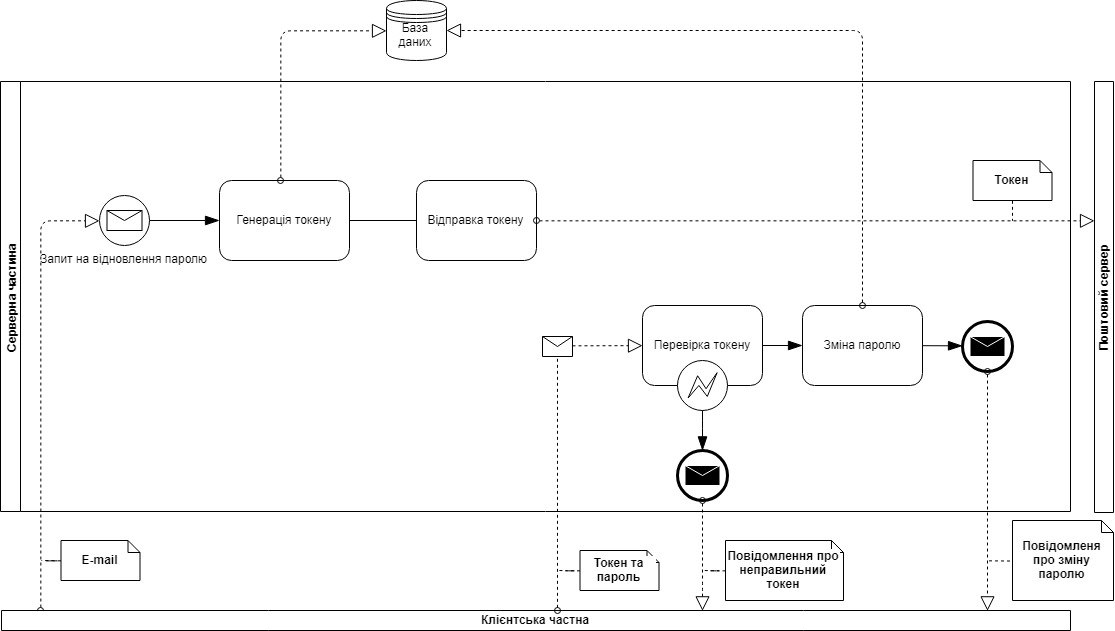 База
даних
Серверна частина
Поштовий сервер
Токен
Генерація токену
Відправка токену
Запит на відновлення паролю
Перевірка токену
Зміна паролю
E-mail
Токен та
пароль
Повідомлення про
неправильний
токен
Повідомленя
про зміну
паролю
Клієнтська частна